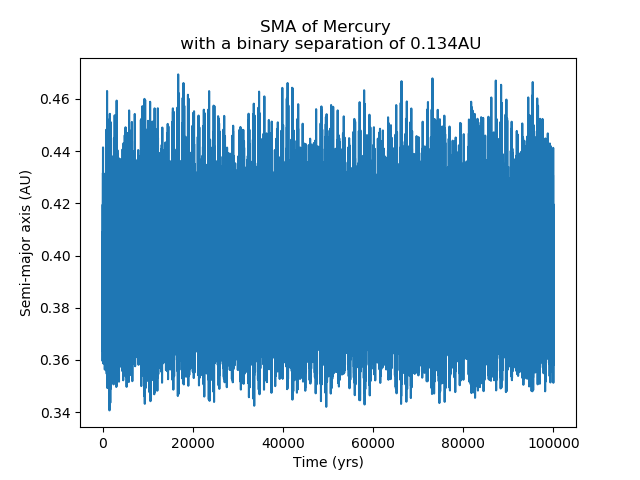 SMA of Mercury
with a binary separation of 0.134AU
0.46
0.44
0.42
0.40
0.38
0.36
0.34
Semi-major axis (AU)
0 20000 40000 60000 80000 100000
Time (yrs)